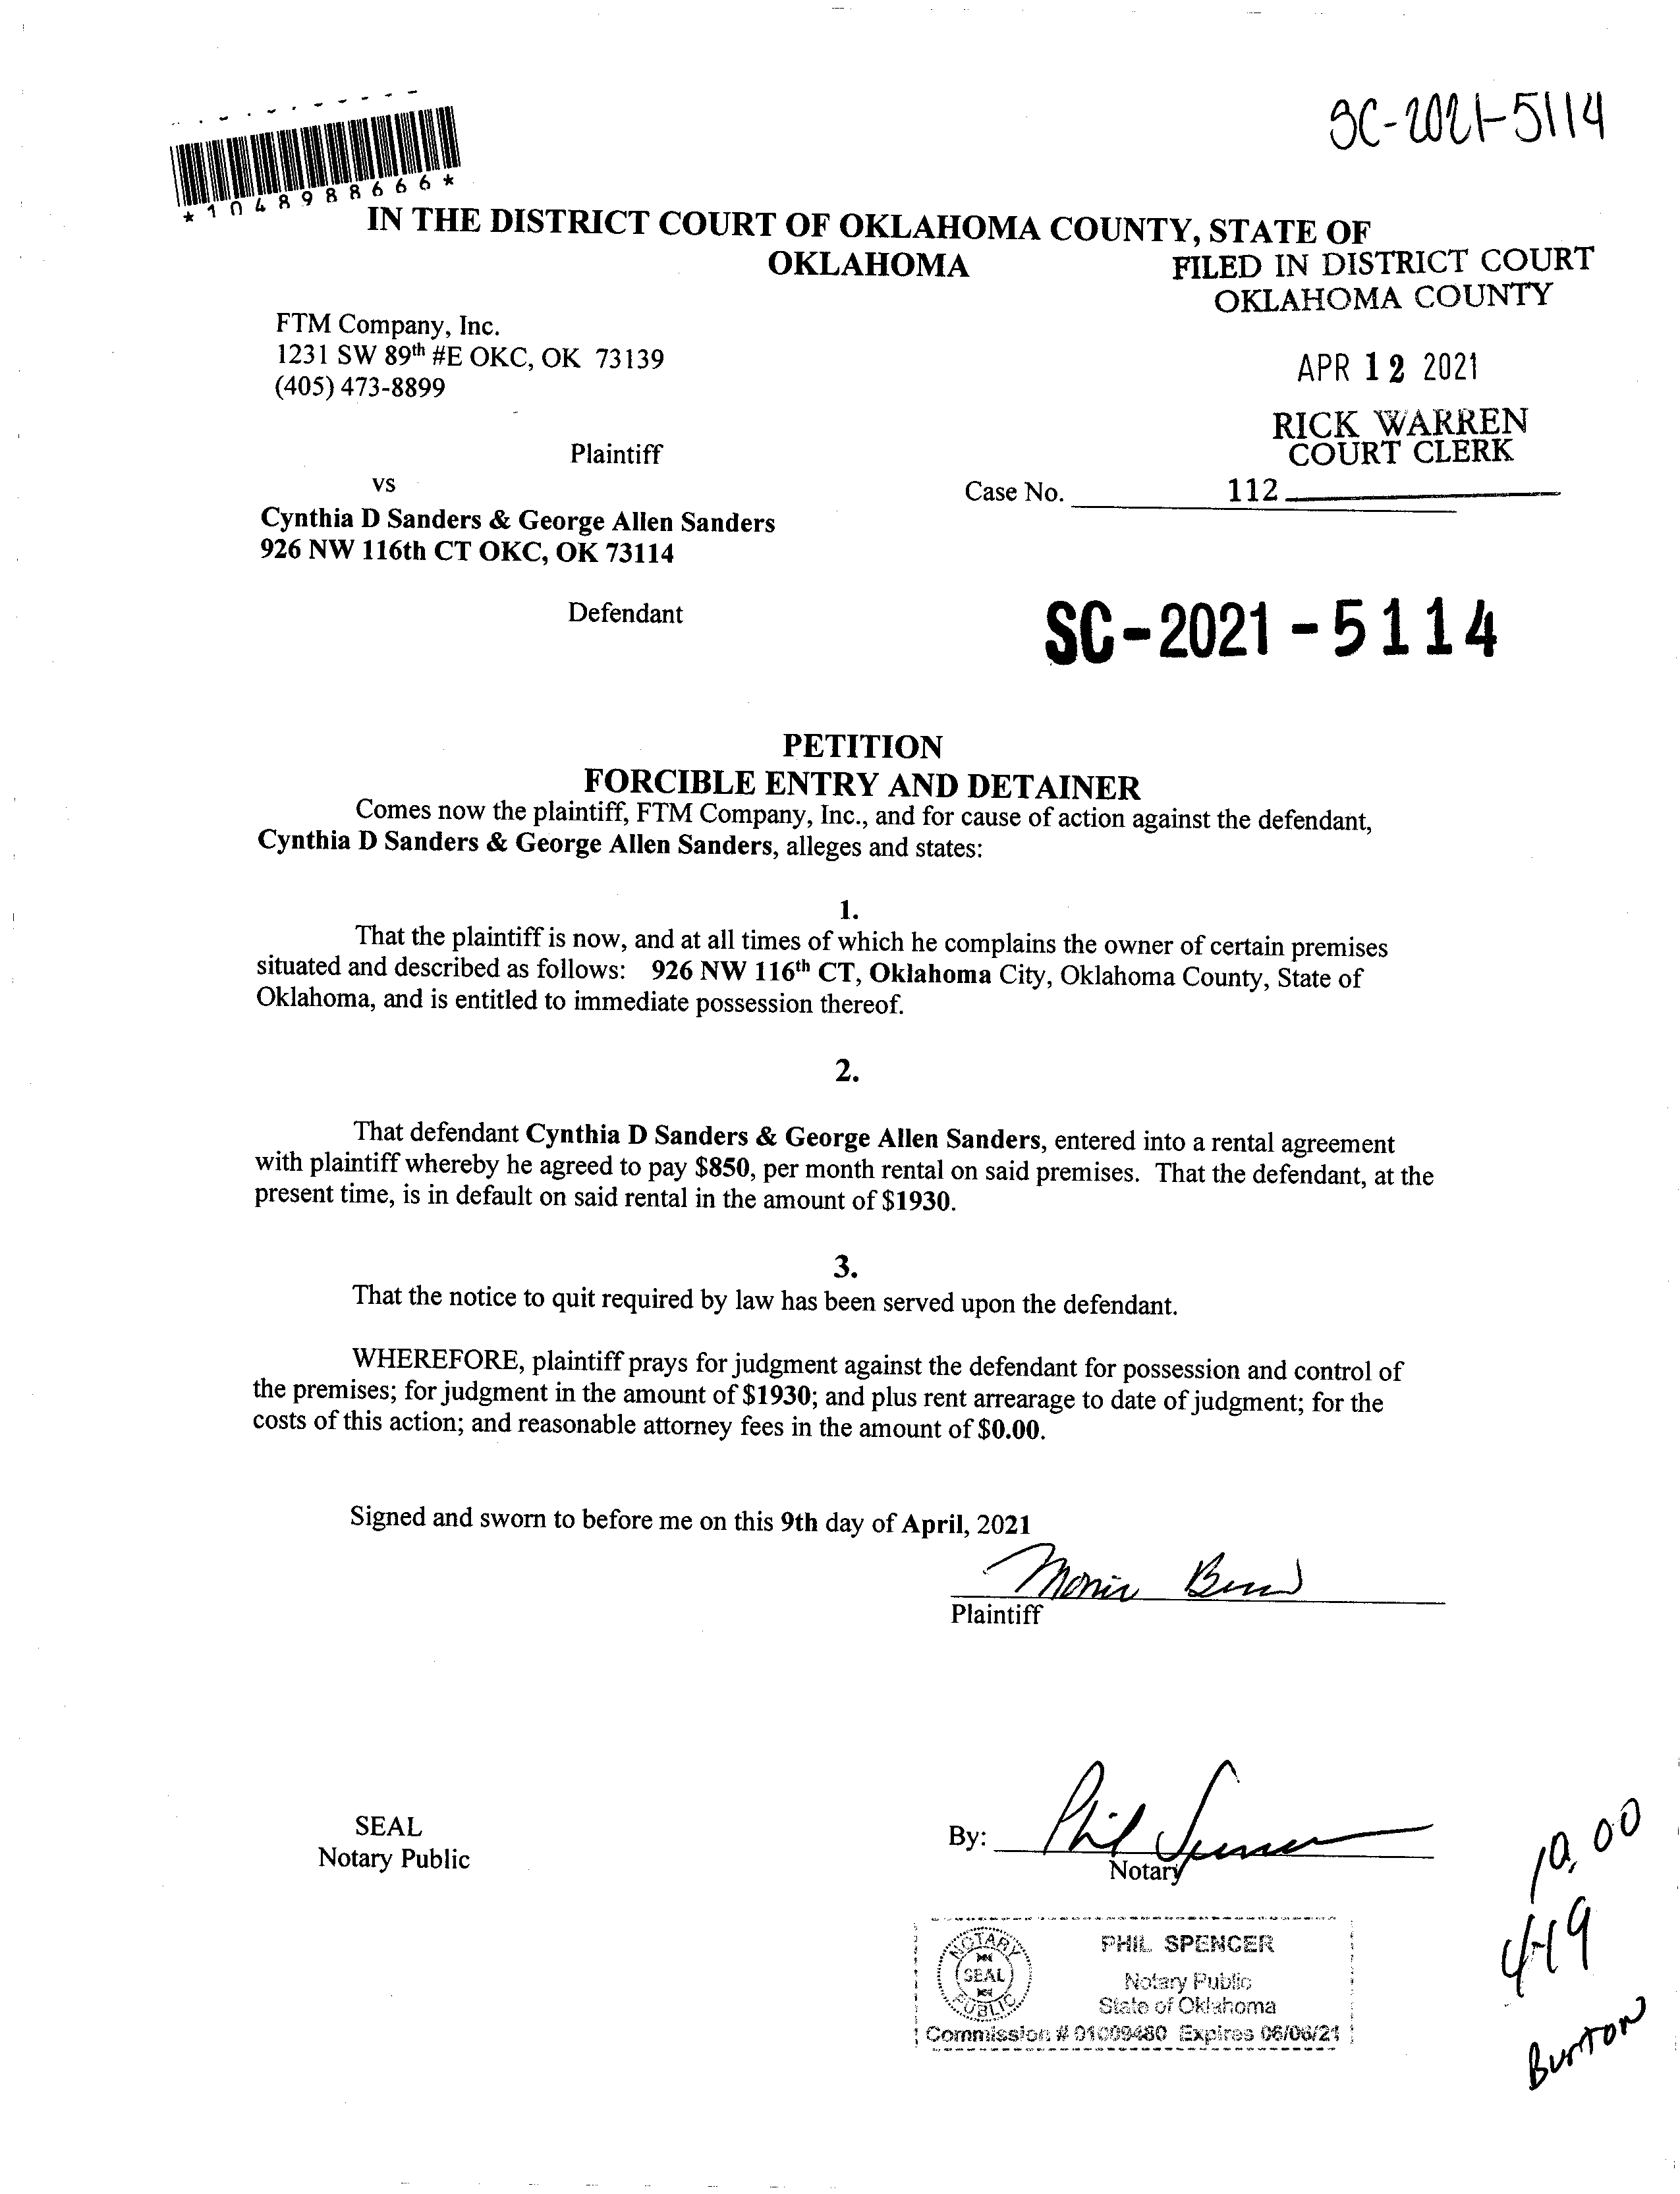 SC-2021-5114
*1048988666*
IN THE DISTRICT COURT OF OKLAHOMA COUNTY, STATE OF
OKLAHOMA
FILED IN DISTRICT COURT
OKLAHOMA COUNTY
FTM Company, Inc.
1231 SW 89th #E OKC, OK 73139
(405) 473-8899
APR 12 2021
RICK WARREN
COURT CLERK
Plaintiff
vs
Case No. 112
Cynthia D Sanders & George Allen Sanders
926 NW 116th CT OKC, OK 73114
Defendant
SC-2021-5114
PETITION
FORCIBLE ENTRY AND DETAINER
Comes now the plaintiff, FTM Company, Inc., and for cause of action against the defendant,
Cynthia D Sanders & George Allen Sanders, alleges and states:
1.
That the plaintiff is now, and at all times of which he complains the owner of certain premises
situated and described as follows: 926 NW 116th CT, Oklahoma City, Oklahoma County, State of
Oklahoma, and is entitled to immediate possession thereof.
2.
That defendant Cynthia D Sanders & George Allen Sanders, entered into a rental agreement
with plaintiff whereby he agreed to pay $850, per month rental on said premises. That the defendant, at the
present time, is in default on said rental in the amount of $1930.
3.
That the notice to quit required by law has been served upon the defendant.
WHEREFORE, plaintiff prays for judgment against the defendant for possession and control of
the premises; for judgment in the amount of $1930; and plus rent arrearage to date of judgment; for the
costs of this action; and reasonable attorney fees in the amount of $0.00.
Signed and sworn to before me on this 9th day of April, 2021
Plaintiff
SEAL
Notary Public
By: Phil Spencer
Notary
NOTARY
SEAL
PUBLIC
PHIL SPENCER
Notary Public
State of Oklahoma
Commission # 01009480 Expires 06/06/21
10.00
4-19
Burton